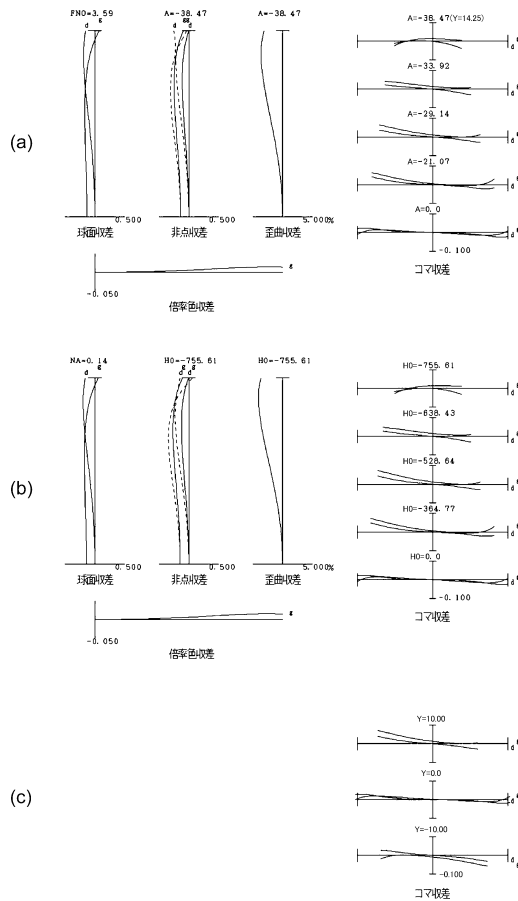 (a)
FNO=3.59
d g
0.500
球面収差
A=-38.47
d gg d
0.500
非点収差
A=-38.47
5.000%
歪曲収差
g
-0.050
倍率色収差
A=-38.47(Y=14.25)
g
d
A=-33.92
g
d
A=-29.14
g
d
A=-21.07
g
d
A=0.0
g
d
-0.100
コマ収差
(b)
NA=0.14
d g
0.500
球面収差
H0=-755.61
g g
d d
0.500
非点収差
H0=-755.61
5.000%
歪曲収差
g
-0.050
倍率色収差
H0=-755.61
g
d
H0=-638.43
g
d
H0=-528.64
g
d
H0=-364.77
g
d
H0=0.0
g
d
-0.100
コマ収差
(c)
Y=10.00
g
d
Y=0.0
g
d
Y=-10.00
d
g
-0.100
コマ収差